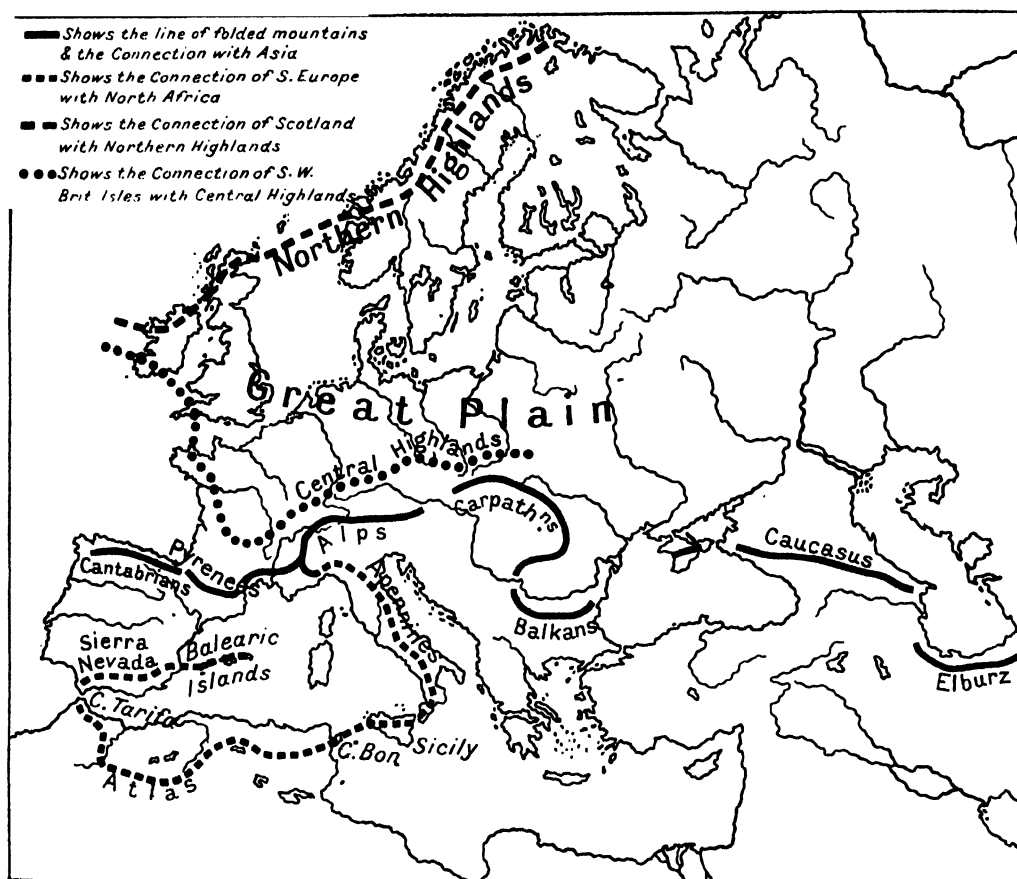 Shows the line of folded mountains
& the Connection with Asia
Shows the Connection of S. Europe
with North Africa
Shows the Connection of Scotland
with Northern Highlands
Shows the Connection of S.W.
Brit Isles with Central Highlands
Northern Highlands
Great Plain
Central Highlands
Carpathns
Alps
Pyrenees
Cantabrians
Apennines
Caucasus
Balkans
Sierra
Nevada
Balearic
Islands
Elburz
C. Tarifa
C. Bon
Sicily
Atlas